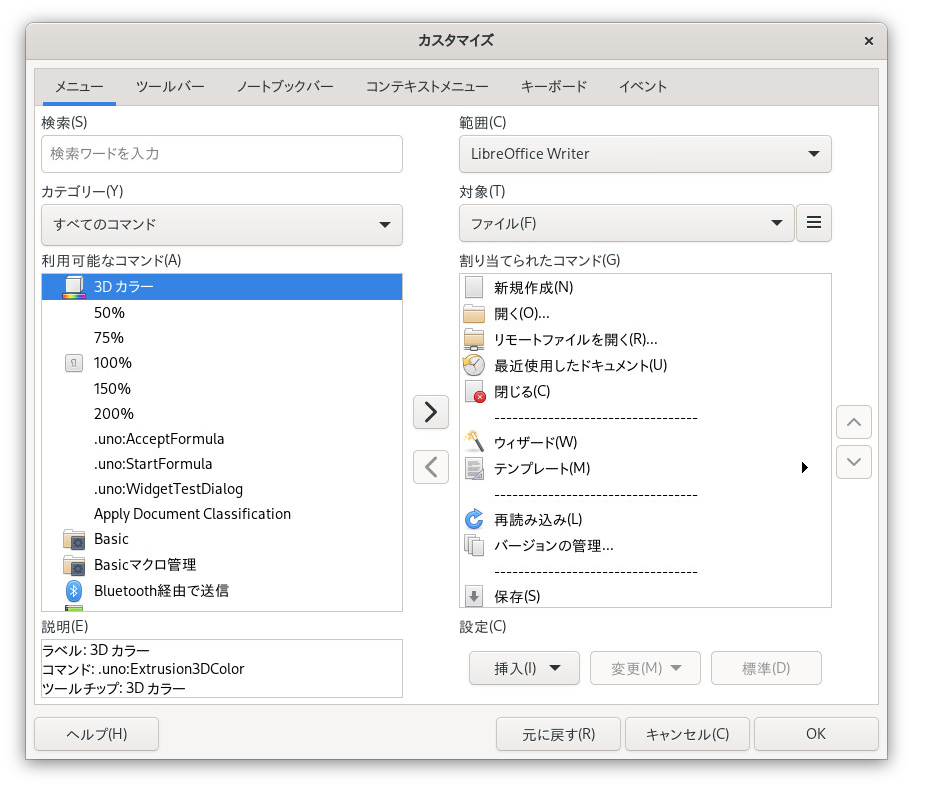 カスタマイズ
×
メニュー ツールバー ノートブックバー コンテキストメニュー キーボード イベント
検索(S)
検索ワードを入力
カテゴリー(Y)
すべてのコマンド
利用可能なコマンド(A)
3D カラー
50%
75%
100%
150%
200%
.uno:AcceptFormula
.uno:StartFormula
.uno:WidgetTestDialog
Apply Document Classification
Basic
Basicマクロ管理
Bluetooth経由で送信
説明(E)
ラベル: 3D カラー
コマンド: .uno:Extrusion3DColor
ツールチップ: 3D カラー
範囲(C)
LibreOffice Writer
対象(T)
ファイル(F)
割り当てられたコマンド(G)
新規作成(N)
開く(O)...
リモートファイルを開く(R)...
最近使用したドキュメント(U)
閉じる(C)
----------------------------------
ウィザード(W)
テンプレート(M)
----------------------------------
再読み込み(L)
バージョンの管理...
----------------------------------
保存(S)
設定(C)
挿入(I) 変更(M) 標準(D)
ヘルプ(H) 元に戻す(R) キャンセル(C) OK